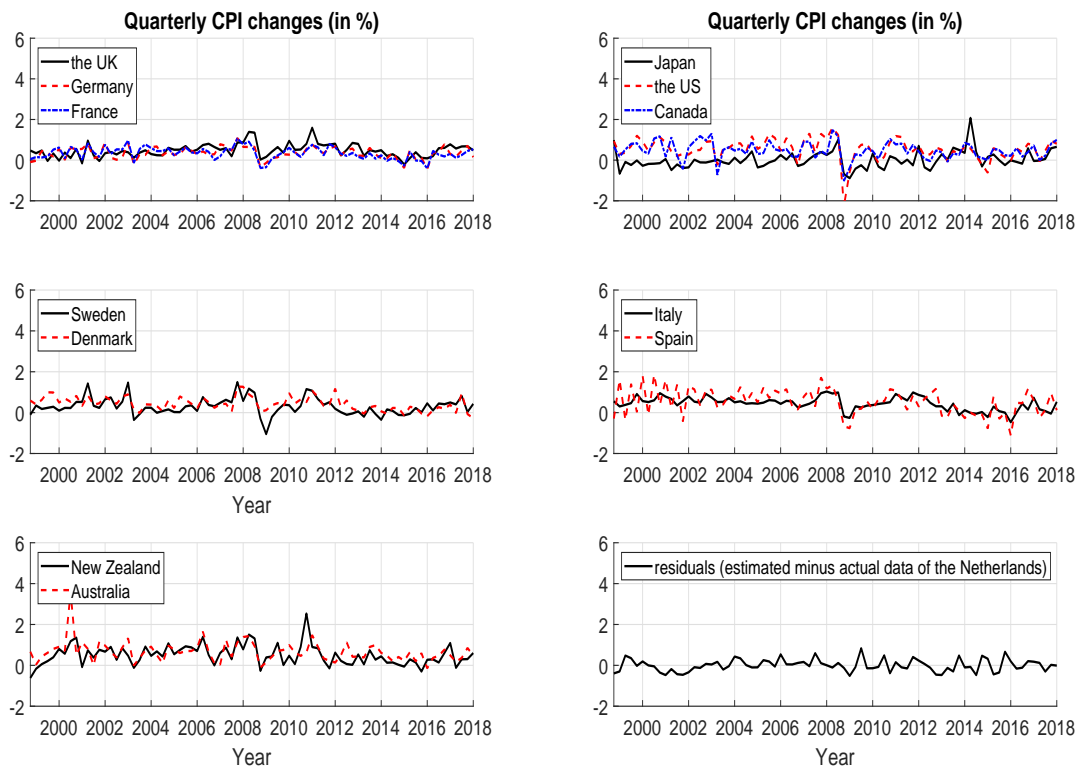 Quarterly CPI changes (in %)
6
4
2
0
-2
the UK
Germany
France
2000 2002 2004 2006 2008 2010 2012 2014 2016 2018
Quarterly CPI changes (in %)
6
4
2
0
-2
Japan
the US
Canada
2000 2002 2004 2006 2008 2010 2012 2014 2016 2018
6
4
2
0
-2
Sweden
Denmark
2000 2002 2004 2006 2008 2010 2012 2014 2016 2018
Year
6
4
2
0
-2
Italy
Spain
2000 2002 2004 2006 2008 2010 2012 2014 2016 2018
6
4
2
0
-2
New Zealand
Australia
2000 2002 2004 2006 2008 2010 2012 2014 2016 2018
Year
6
4
2
0
-2
residuals (estimated minus actual data of the Netherlands)
2000 2002 2004 2006 2008 2010 2012 2014 2016 2018
Year